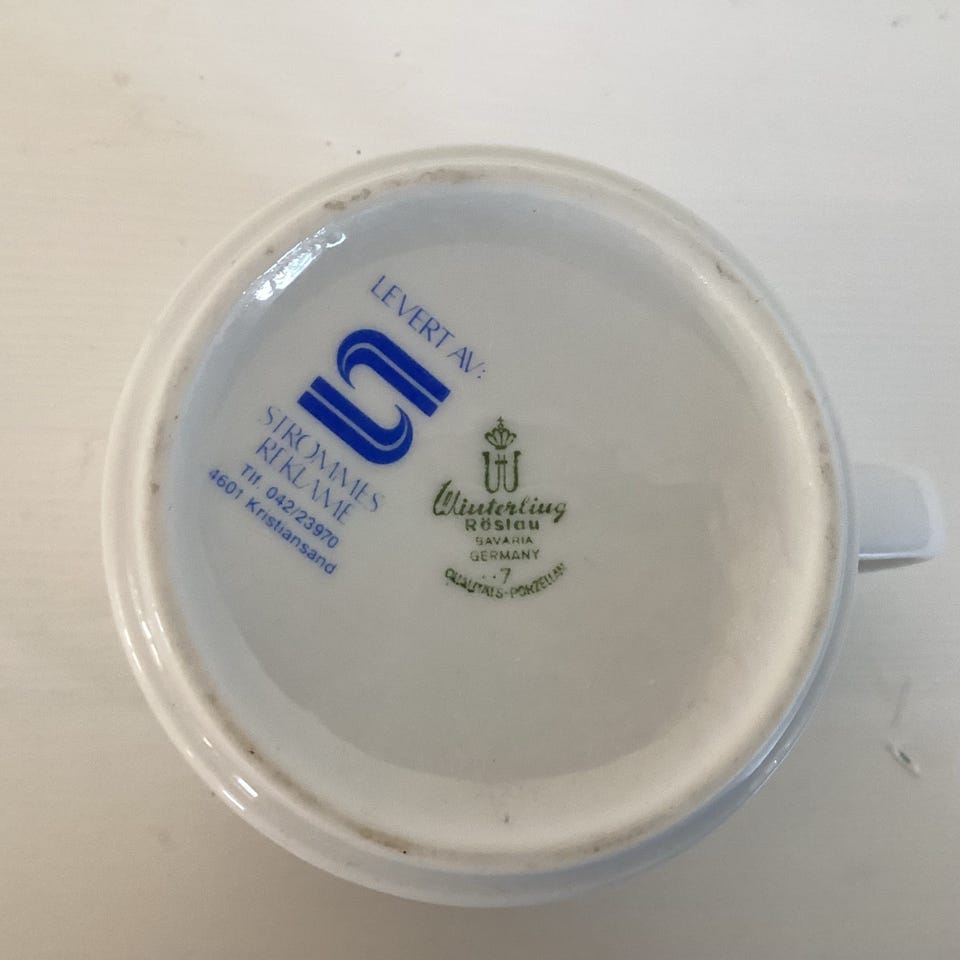 LEVERT AV:
STRØMMES
REKLAME
Tlf. 042/23970
4601 Kristiansand
Winterling
Röslau
BAVARIA
GERMANY
7
QUALITÄTS-PORZELLAN